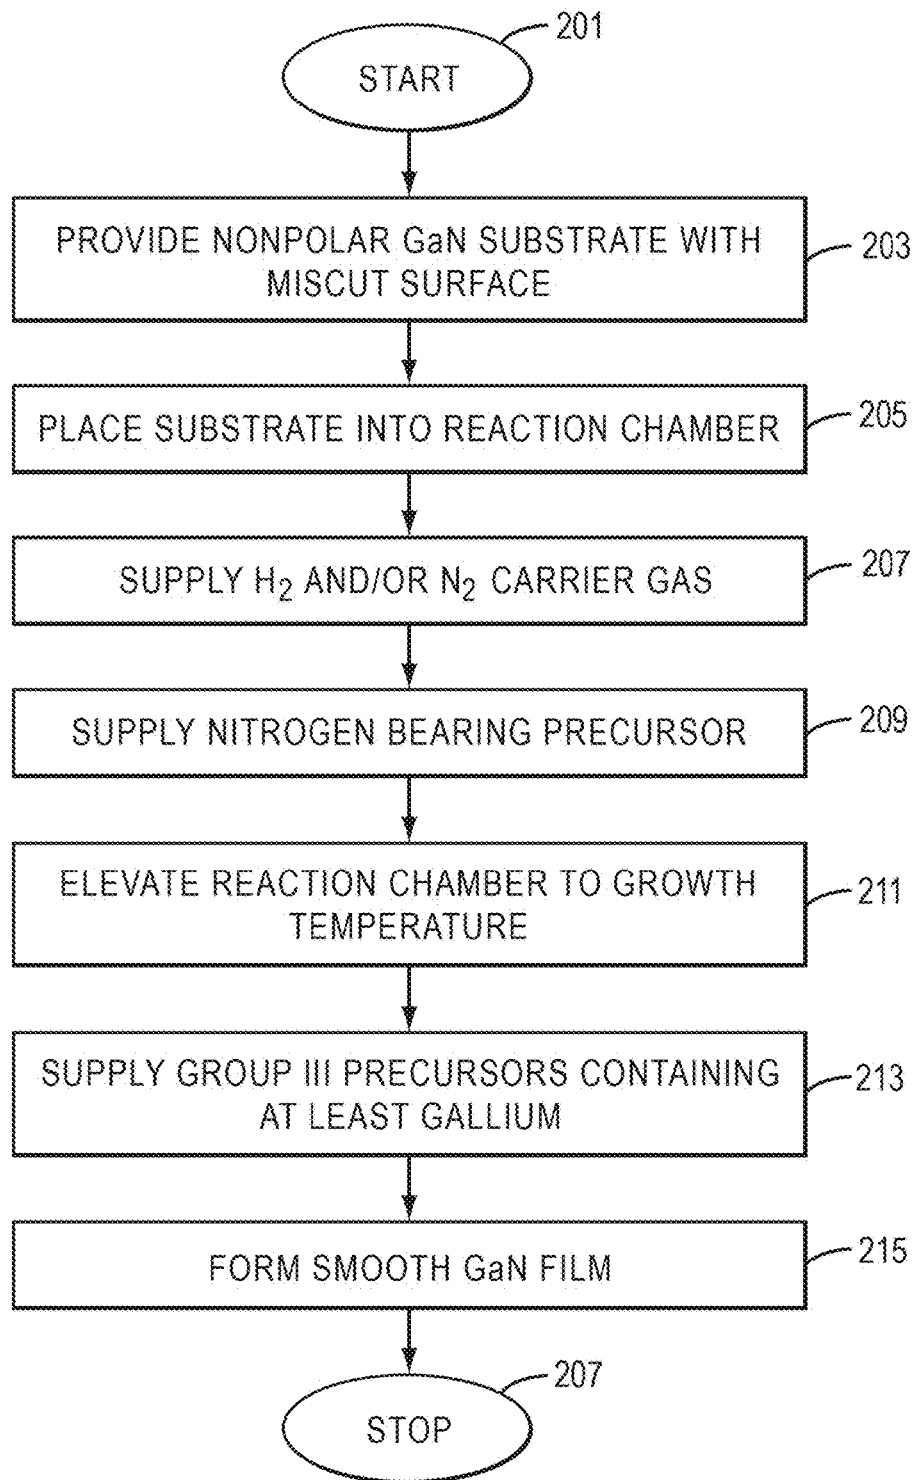 201
START
PROVIDE NONPOLAR GaN SUBSTRATE WITH
MISCUT SURFACE
203
PLACE SUBSTRATE INTO REACTION CHAMBER
205
SUPPLY H₂ AND/OR N₂ CARRIER GAS
207
SUPPLY NITROGEN BEARING PRECURSOR
209
ELEVATE REACTION CHAMBER TO GROWTH
TEMPERATURE
211
SUPPLY GROUP III PRECURSORS CONTAINING
AT LEAST GALLIUM
213
FORM SMOOTH GaN FILM
215
207
STOP